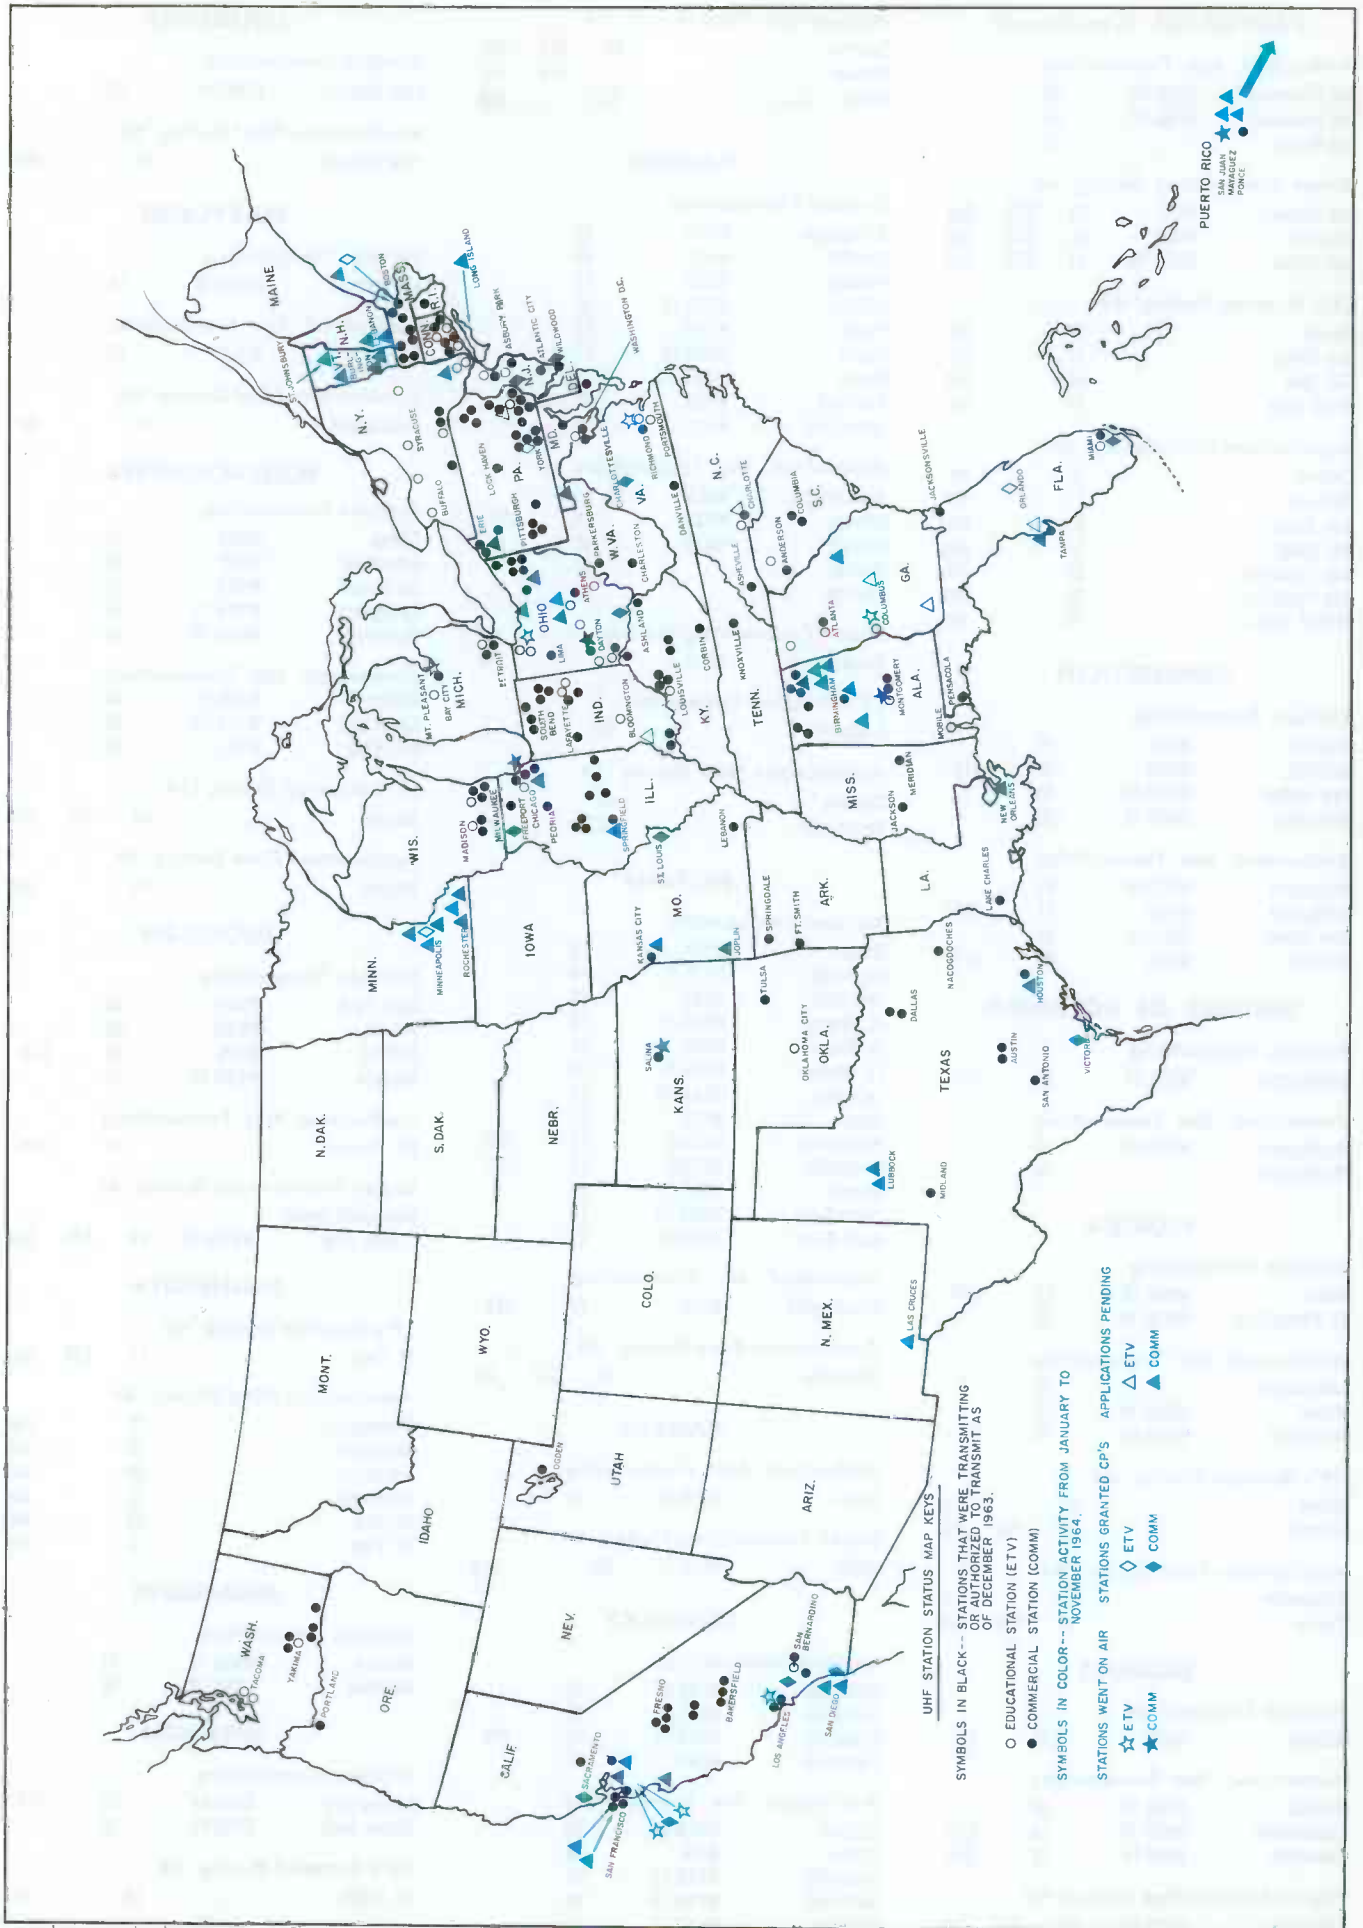 WASH.
TACOMA
YAKIMA
PORTLAND
ORE.
IDAHO
MONT.
WYO.
OGDEN
UTAH
NEV.
CALIF.
SACRAMENTO
SAN FRANCISCO
FRESNO
BAKERSFIELD
LOS ANGELES
SAN BERNARDINO
SAN DIEGO
ARIZ.
COLO.
N. MEX.
LAS CRUCES
N. DAK.
S. DAK.
NEBR.
KANS.
SALINA
OKLA.
OKLAHOMA CITY
TULSA
TEXAS
LUBBOCK
MIDLAND
DALLAS
NACOGDOCHES
AUSTIN
SAN ANTONIO
HOUSTON
VICTORIA
MINN.
MINNEAPOLIS
ROCHESTER
IOWA
MO.
KANSAS CITY
ST. LOUIS
JOPLIN
ARK.
SPRINGDALE
FT. SMITH
LEBANON
LA.
LAKE CHARLES
NEW ORLEANS
WIS.
MADISON
MILWAUKEE
ILL.
FREEPORT
CHICAGO
PEORIA
SPRINGFIELD
MICH.
MT. PLEASANT
BAY CITY
DETROIT
IND.
SOUTH BEND
LAFAYETTE
BLOOMINGTON
OHIO
LIMA
DAYTON
ATHENS
KY.
LOUISVILLE
ASHLAND
CORBIN
TENN.
KNOXVILLE
MISS.
JACKSON
MERIDIAN
ALA.
BIRMINGHAM
MONTGOMERY
MOBILE
PENSACOLA
GA.
ATLANTA
COLUMBUS
FLA.
JACKSONSVILLE
ORLANDO
TAMPA
MIAMI
S.C.
ANDERSON
COLUMBIA
N.C.
ASHEVILLE
CHARLOTTE
VA.
DANVILLE
CHARLOTTESVILLE
RICHMOND
PORTSMOUTH
W. VA.
PARKERSBURG
CHARLESTON
WASHINGTON D.C.
MD.
DEL.
PA.
ERIE
PITTSBURGH
LOCK HAVEN
YORK
N.J.
ASBURY PARK
ATLANTIC CITY
WILDWOOD
N.Y.
BUFFALO
SYRACUSE
LONG ISLAND
CONN.
R.I.
MASS.
BOSTON
VT.
ST. JOHNSBURY
BURLINGTON
N.H.
LEBANON
MAINE
PUERTO RICO
SAN JUAN
MAYAGUEZ
PONCE
UHF STATION STATUS MAP KEYS
SYMBOLS IN BLACK-- STATIONS THAT WERE TRANSMITTING
OR AUTHORIZED TO TRANSMIT AS
OF DECEMBER 1963.
EDUCATIONAL STATION (ETV)
COMMERCIAL STATION (COMM)
SYMBOLS IN COLOR-- STATION ACTIVITY FROM JANUARY TO
NOVEMBER 1964.
STATIONS WENT ON AIR STATIONS GRANTED CP'S APPLICATIONS PENDING
ETV ETV ETV
COMM COMM COMM